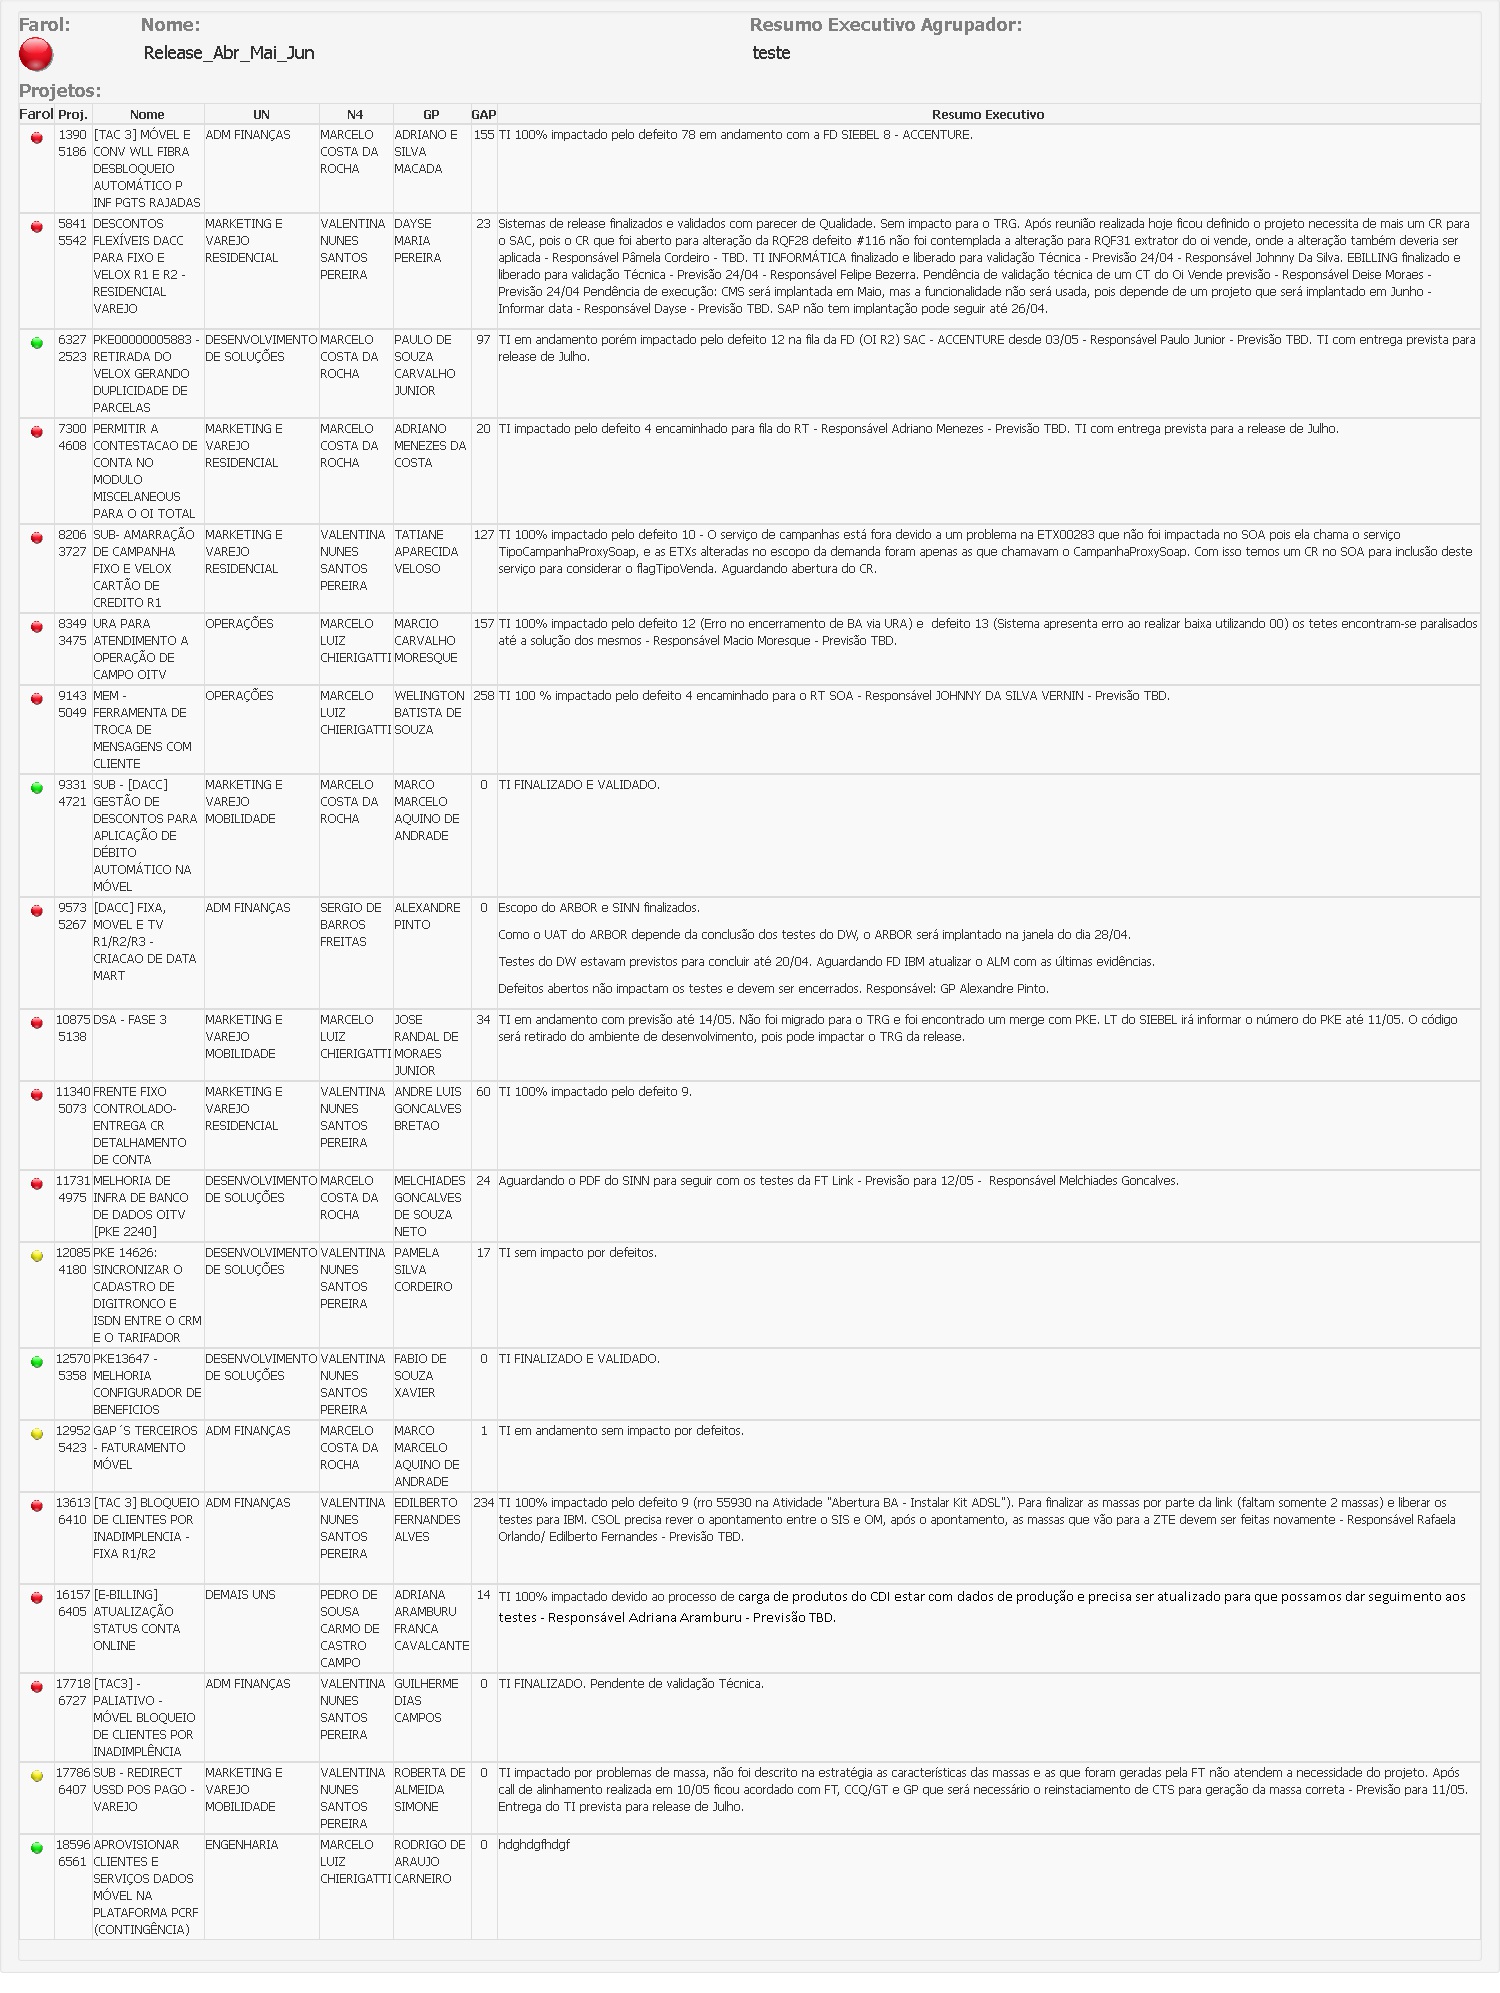 Farol: Nome: Resumo Executivo Agrupador:
Release_Abr_Mai_Jun teste
Projetos:
Farol Proj. Nome UN N4 GP GAP Resumo Executivo
1390 [TAC 3] MÓVEL E ADM FINANÇAS MARCELO ADRIANO E 155 TI 100% impactado pelo defeito 78 em andamento com a FD SIEBEL 8 - ACCENTURE.
5186 CONV WLL FIBRA COSTA DA SILVA
DESBLOQUEIO ROCHA MACADA
AUTOMÁTICO P
INF PGTS RAJADAS
5841 DESCONTOS MARKETING E VALENTINA DAYSE 23 Sistemas de release finalizados e validados com parecer de Qualidade. Sem impacto para o TRG. Após reunião realizada hoje ficou definido o projeto necessita de mais um CR para
5542 FLEXÍVEIS DACC VAREJO NUNES MARIA o SAC, pois o CR que foi aberto para alteração da RQF28 defeito #116 não foi contemplada a alteração para RQF31 extrator do oi vende, onde a alteração também deveria ser
PARA FIXO E RESIDENCIAL SANTOS PEREIRA aplicada - Responsável Pâmela Cordeiro - TBD. TI INFORMÁTICA finalizado e liberado para validação Técnica - Previsão 24/04 - Responsável Johnny Da Silva. EBILLING finalizado e
VELOX R1 E R2 - PEREIRA liberado para validação Técnica - Previsão 24/04 - Responsável Felipe Bezerra. Pendência de validação técnica de um CT do Oi Vende previsão - Responsável Deise Moraes -
RESIDENCIAL Previsão 24/04 Pendência de execução: CMS será implantada em Maio, mas a funcionalidade não será usada, pois depende de um projeto que será implantado em Junho -
VAREJO Informar data - Responsável Dayse - Previsão TBD. SAP não tem implantação pode seguir até 26/04.
6327 PKE00000005883 - DESENVOLVIMENTO MARCELO PAULO DE 97 TI em andamento porém impactado pelo defeito 12 na fila da FD (OI R2) SAC - ACCENTURE desde 03/05 - Responsável Paulo Junior - Previsão TBD. TI com entrega prevista para
2523 RETIRADA DO DE SOLUÇÕES COSTA DA SOUZA release de Julho.
VELOX GERANDO ROCHA CARVALHO
DUPLICIDADE DE JUNIOR
PARCELAS
7300 PERMITIR A MARKETING E MARCELO ADRIANO 20 TI impactado pelo defeito 4 encaminhado para fila do RT - Responsável Adriano Menezes - Previsão TBD. TI com entrega prevista para a release de Julho.
4608 CONTESTACAO DE VAREJO COSTA DA MENEZES DA
CONTA NO RESIDENCIAL ROCHA COSTA
MODULO
MISCELANEOUS
PARA O OI TOTAL
8206 SUB- AMARRAÇÃO MARKETING E VALENTINA TATIANE 127 TI 100% impactado pelo defeito 10 - O serviço de campanhas está fora devido a um problema na ETX00283 que não foi impactada no SOA pois ela chama o serviço
3727 DE CAMPANHA VAREJO NUNES APARECIDA TipoCampanhaProxySoap, e as ETXs alteradas no escopo da demanda foram apenas as que chamavam o CampanhaProxySoap. Com isso temos um CR no SOA para inclusão deste
FIXO E VELOX RESIDENCIAL SANTOS VELOSO serviço para considerar o flagTipoVenda. Aguardando abertura do CR.
CARTÃO DE PEREIRA
CREDITO R1
8349 URA PARA OPERAÇÕES MARCELO MARCIO 157 TI 100% impactado pelo defeito 12 (Erro no encerramento de BA via URA) e defeito 13 (Sistema apresenta erro ao realizar baixa utilizando 00) os tetes encontram-se paralisados
3475 ATENDIMENTO A LUIZ CARVALHO até a solução dos mesmos - Responsável Macio Moresque - Previsão TBD.
OPERAÇÃO DE CHIERIGATTI MORESQUE
CAMPO OITV
9143 MEM - OPERAÇÕES MARCELO WELINGTON 258 TI 100 % impactado pelo defeito 4 encaminhado para o RT SOA - Responsável JOHNNY DA SILVA VERNIN - Previsão TBD.
5049 FERRAMENTA DE LUIZ BATISTA DE
TROCA DE CHIERIGATTI SOUZA
MENSAGENS COM
CLIENTE
9331 SUB - [DACC] MARKETING E MARCELO MARCO 0 TI FINALIZADO E VALIDADO.
4721 GESTÃO DE VAREJO COSTA DA MARCELO
DESCONTOS PARA MOBILIDADE ROCHA AQUINO DE
APLICAÇÃO DE ANDRADE
DÉBITO
AUTOMÁTICO NA
MÓVEL
9573 [DACC] FIXA, ADM FINANÇAS SERGIO DE ALEXANDRE 0 Escopo do ARBOR e SINN finalizados.
5267 MOVEL E TV BARROS PINTO
R1/R2/R3 - FREITAS Como o UAT do ARBOR depende da conclusão dos testes do DW, o ARBOR será implantado na janela do dia 28/04.
CRIACAO DE DATA Testes do DW estavam previstos para concluir até 20/04. Aguardando FD IBM atualizar o ALM com as últimas evidências.
MART
Defeitos abertos não impactam os testes e devem ser encerrados. Responsável: GP Alexandre Pinto.
10875 DSA - FASE 3 MARKETING E MARCELO JOSE 34 TI em andamento com previsão até 14/05. Não foi migrado para o TRG e foi encontrado um merge com PKE. LT do SIEBEL irá informar o número do PKE até 11/05. O código
5138 VAREJO LUIZ RANDAL DE será retirado do ambiente de desenvolvimento, pois pode impactar o TRG da release.
MOBILIDADE CHIERIGATTI MORAES
JUNIOR
11340 FRENTE FIXO MARKETING E VALENTINA ANDRE LUIS 60 TI 100% impactado pelo defeito 9.
5073 CONTROLADO- VAREJO NUNES GONCALVES
ENTREGA CR RESIDENCIAL SANTOS BRETAO
DETALHAMENTO PEREIRA
DE CONTA
11731 MELHORIA DE DESENVOLVIMENTO MARCELO MELCHIADES 24 Aguardando o PDF do SINN para seguir com os testes da FT Link - Previsão para 12/05 - Responsável Melchiades Goncalves.
4975 INFRA DE BANCO DE SOLUÇÕES COSTA DA GONCALVES
DE DADOS OITV ROCHA DE SOUZA
[PKE 2240] NETO
12085 PKE 14626: DESENVOLVIMENTO VALENTINA PAMELA 17 TI sem impacto por defeitos.
4180 SINCRONIZAR O DE SOLUÇÕES NUNES SILVA
CADASTRO DE SANTOS CORDEIRO
DIGITRONCO E PEREIRA
ISDN ENTRE O CRM
E O TARIFADOR
12570 PKE13647 - DESENVOLVIMENTO VALENTINA FABIO DE 0 TI FINALIZADO E VALIDADO.
5358 MELHORIA DE SOLUÇÕES NUNES SOUZA
CONFIGURADOR DE SANTOS XAVIER
BENEFICIOS PEREIRA
12952 GAP´S TERCEIROS ADM FINANÇAS MARCELO MARCO 1 TI em andamento sem impacto por defeitos.
5423 - FATURAMENTO COSTA DA MARCELO
MÓVEL ROCHA AQUINO DE
ANDRADE
13613 [TAC 3] BLOQUEIO ADM FINANÇAS VALENTINA EDILBERTO 234 TI 100% impactado pelo defeito 9 (rro 55930 na Atividade "Abertura BA - Instalar Kit ADSL"). Para finalizar as massas por parte da link (faltam somente 2 massas) e liberar os
6410 DE CLIENTES POR NUNES FERNANDES testes para IBM. CSOL precisa rever o apontamento entre o SIS e OM, após o apontamento, as massas que vão para a ZTE devem ser feitas novamente - Responsável Rafaela
INADIMPLENCIA - SANTOS ALVES Orlando/ Edilberto Fernandes - Previsão TBD.
FIXA R1/R2 PEREIRA
16157 [E-BILLING] DEMAIS UNS PEDRO DE ADRIANA 14 TI 100% impactado devido ao processo de carga de produtos do CDI estar com dados de produção e precisa ser atualizado para que possamos dar seguimento aos
6405 ATUALIZAÇÃO SOUSA ARAMBURU testes - Responsável Adriana Aramburu - Previsão TBD.
STATUS CONTA CARMO DE FRANCA
ONLINE CASTRO CAVALCANTE
CAMPO
17718 [TAC3] - ADM FINANÇAS VALENTINA GUILHERME 0 TI FINALIZADO. Pendente de validação Técnica.
6727 PALIATIVO - NUNES DIAS
MÓVEL BLOQUEIO SANTOS CAMPOS
DE CLIENTES POR PEREIRA
INADIMPLÊNCIA
17786 SUB - REDIRECT MARKETING E VALENTINA ROBERTA DE 0 TI impactado por problemas de massa, não foi descrito na estratégia as características das massas e as que foram geradas pela FT não atendem a necessidade do projeto. Após
6407 USSD POS PAGO - VAREJO NUNES ALMEIDA call de alinhamento realizada em 10/05 ficou acordado com FT, CCQ/GT e GP que será necessário o reinstaciamento de CTS para geração da massa correta - Previsão para 11/05.
VAREJO MOBILIDADE SANTOS SIMONE Entrega do TI prevista para release de Julho.
PEREIRA
18596 APROVISIONAR ENGENHARIA MARCELO RODRIGO DE 0 hdghdgfhdgf
6561 CLIENTES E LUIZ ARAUJO
SERVIÇOS DADOS CHIERIGATTI CARNEIRO
MÓVEL NA
PLATAFORMA PCRF
(CONTINGÊNCIA)